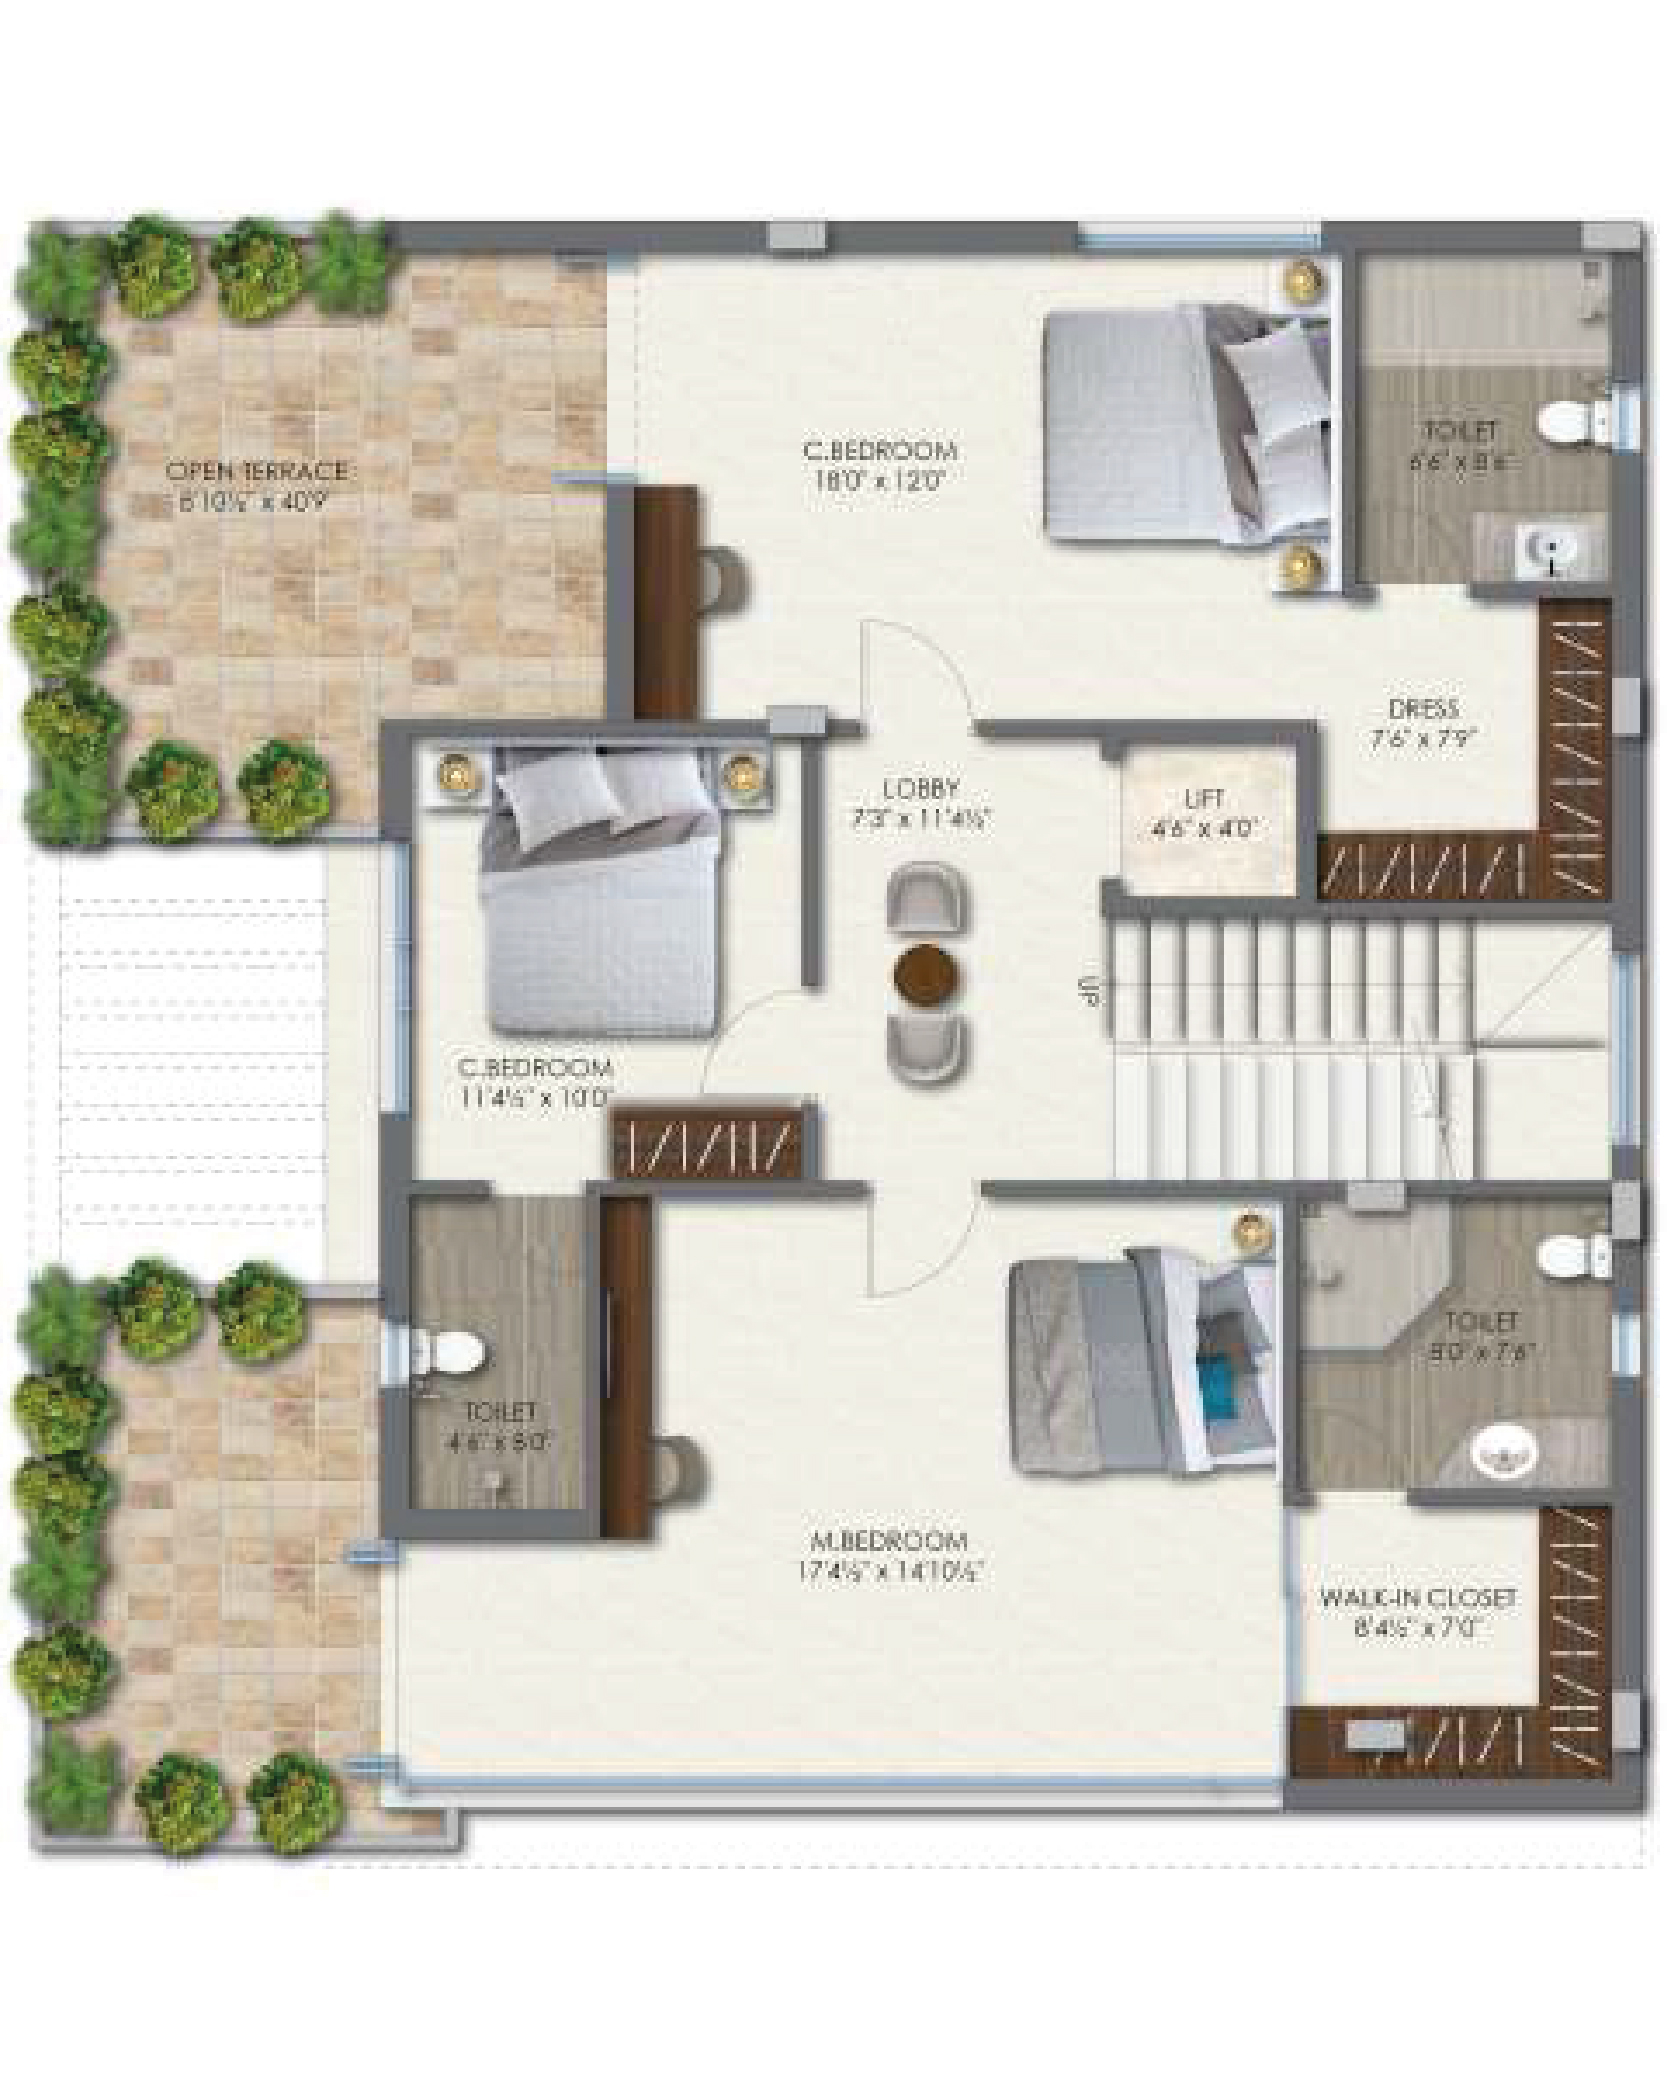 C.BEDROOM
18'0" x 12'0"
TOILET
6'6" x 8'6"
OPEN TERRACE
6'10½" x 40'9"
DRESS
7'6" x 7'9"
LOBBY
7'3" x 11'4½"
LIFT
4'6" x 4'0"
UP
C.BEDROOM
11'4½" x 10'0"
TOILET
8'0" x 7'6"
TOILET
4'6" x 8'0"
M.BEDROOM
17'4½" x 14'10½"
WALK-IN CLOSET
8'4½" x 7'0"